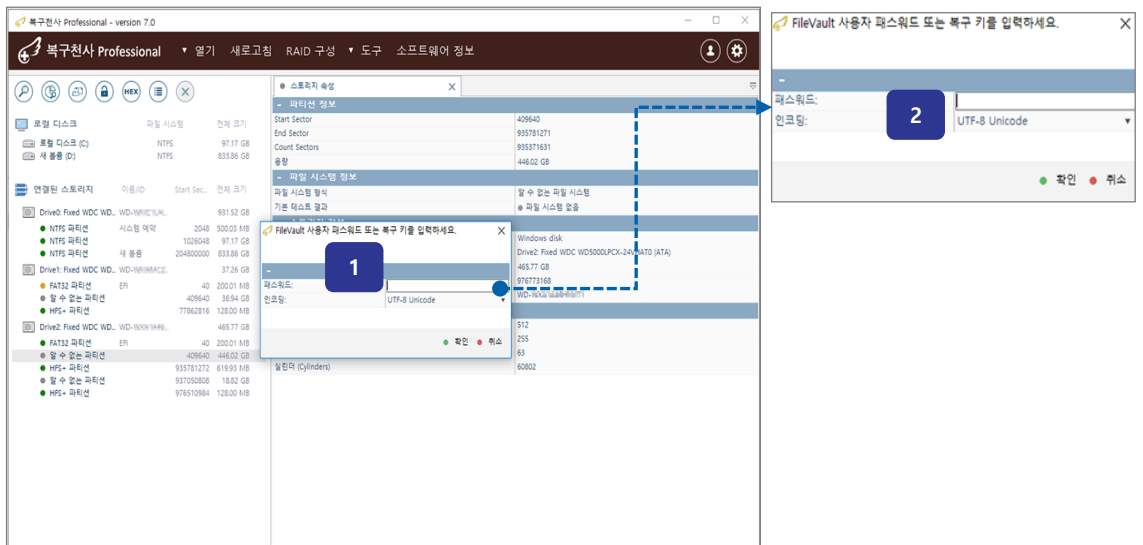 복구천사 Professional - version 7.0
복구천사 Professional ▼ 열기 새로고침 RAID 구성 ▼ 도구 소프트웨어 정보
HEX
로컬 디스크 파일 시스템 전체 크기
로컬 디스크 (C) NTFS 97.17 GB
새 볼륨 (D:) NTFS 833.86 GB
연결된 스토리지 이름/ID Start Sec... 전체 크기
Drive0: Fixed WDC WD... WD- 931.52 GB
NTFS 파티션 시스템 예약 2048 500.03 MB
NTFS 파티션 1026048 97.17 GB
NTFS 파티션 새 볼륨 204800000 833.86 GB
Drive1: Fixed WDC WD... WD- 37.26 GB
FAT32 파티션 EFI 40 200.01 MB
알 수 없는 파티션 409640 36.94 GB
HFS+ 파티션 77862816 128.00 MB
Drive2: Fixed WDC WD... WD- 465.77 GB
FAT32 파티션 EFI 40 200.01 MB
알 수 없는 파티션 409640 446.02 GB
HFS+ 파티션 935781272 619.93 MB
알 수 없는 파티션 937050808 18.82 GB
HFS+ 파티션 976510984 128.00 MB
스토리지 속성
- 파티션 정보
Start Sector 409640
End Sector 935781271
Count Sectors 935371631
용량 446.02 GB
- 파일 시스템 정보
파일 시스템 형식 알 수 없는 파일 시스템
기본 테스트 결과 파일 시스템 없음
Windows disk
Drive2: Fixed WDC WD5000LPCX-24VHAT0 (ATA)
465.77 GB
976773168
512
255
63
실린더 (Cylinders) 60802
FileVault 사용자 패스워드 또는 복구 키를 입력하세요.
1
-
패스워드:
인코딩: UTF-8 Unicode
확인 취소
FileVault 사용자 패스워드 또는 복구 키를 입력하세요.
-
패스워드:
2
인코딩: UTF-8 Unicode
확인 취소